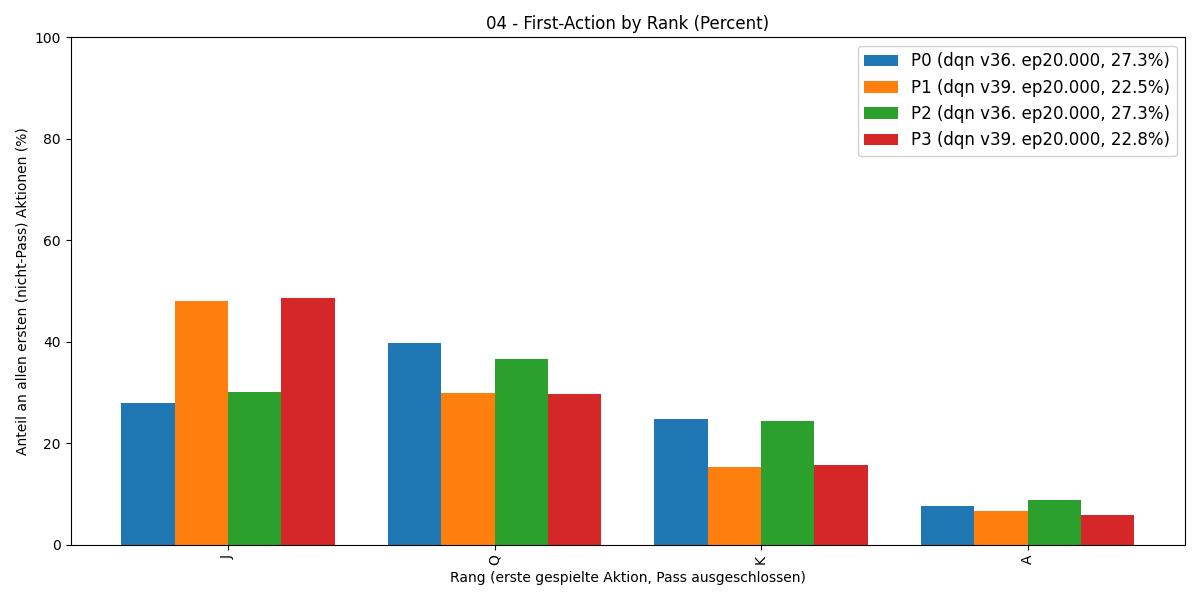 04 - First-Action by Rank (Percent)
Anteil an allen ersten (nicht-Pass) Aktionen (%)
100
80
60
40
20
0
P0 (dqn v36. ep20.000, 27.3%)
P1 (dqn v39. ep20.000, 22.5%)
P2 (dqn v36. ep20.000, 27.3%)
P3 (dqn v39. ep20.000, 22.8%)
J
Q
K
A
Rang (erste gespielte Aktion, Pass ausgeschlossen)